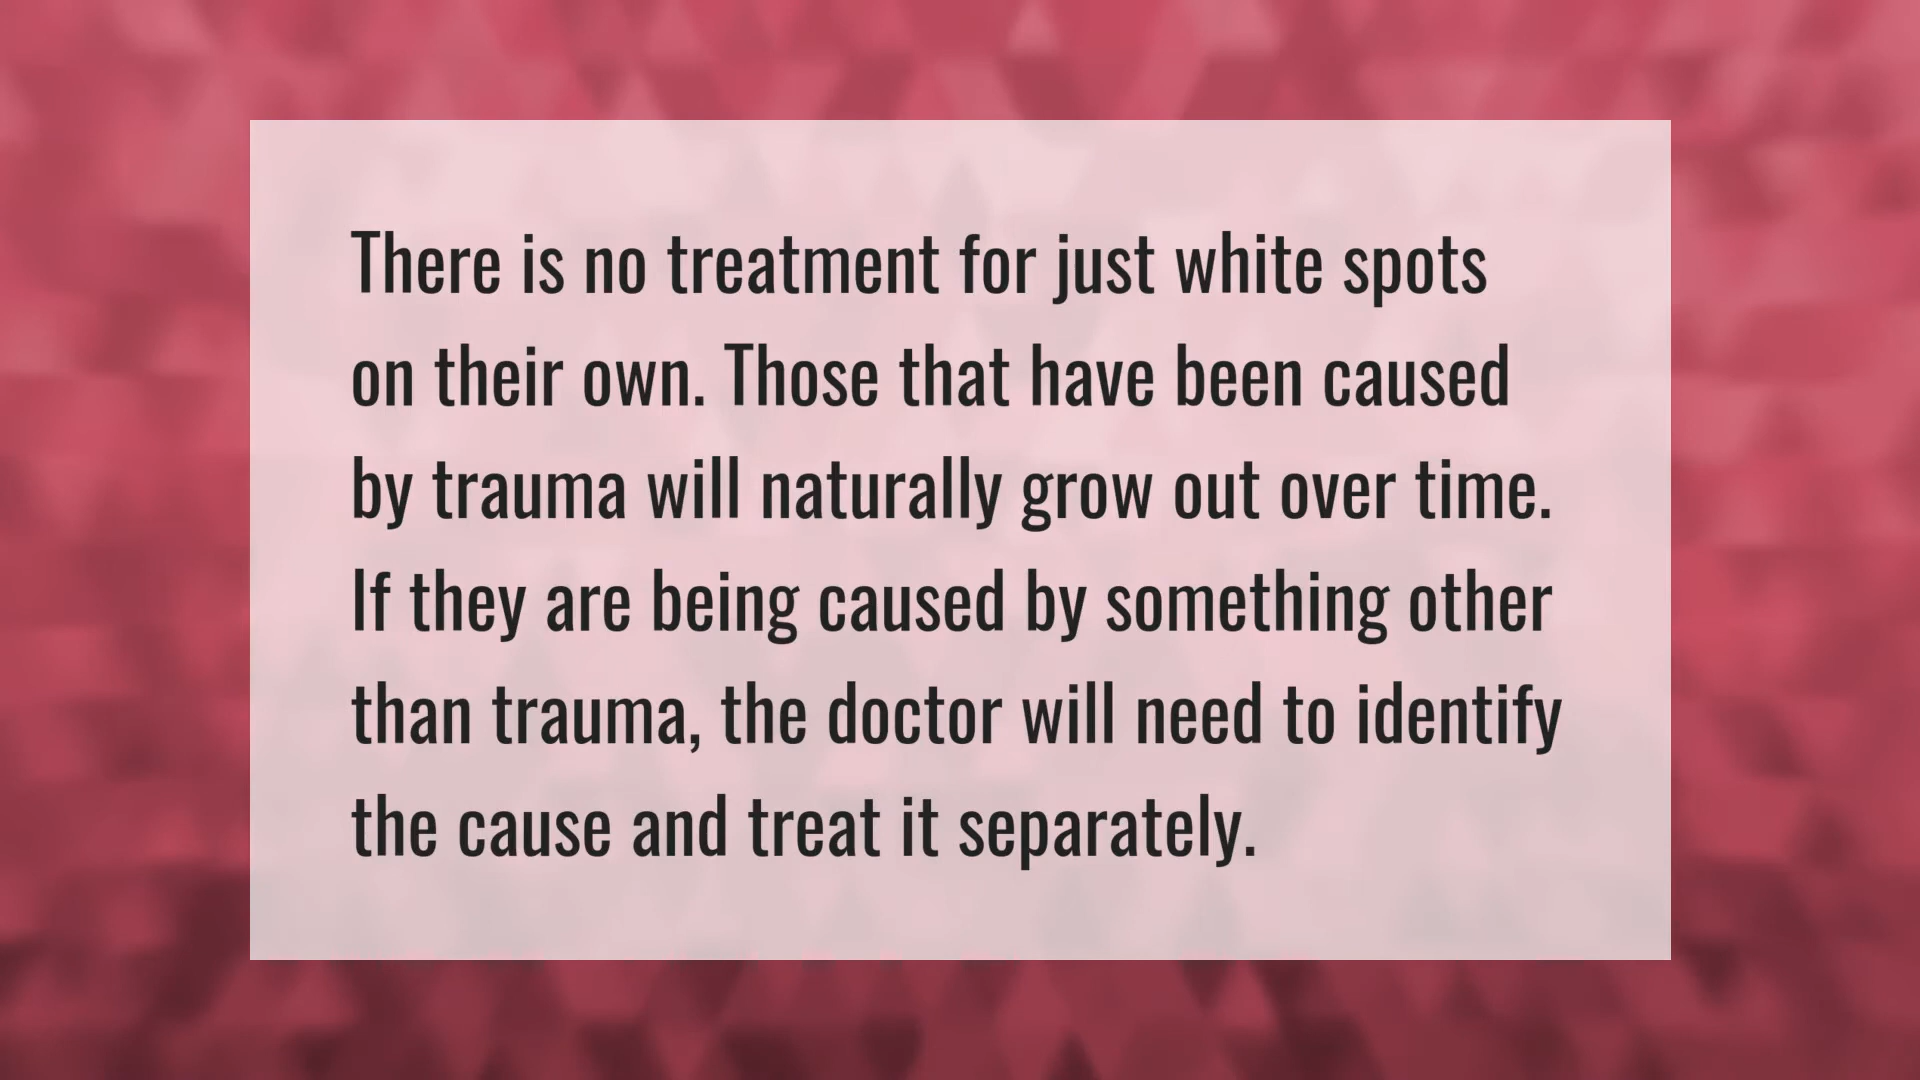 There is no treatment for just white spots
on their own. Those that have been caused
by trauma will naturally grow out over time.
If they are being caused by something other
than trauma, the doctor will need to identify
the cause and treat it separately.